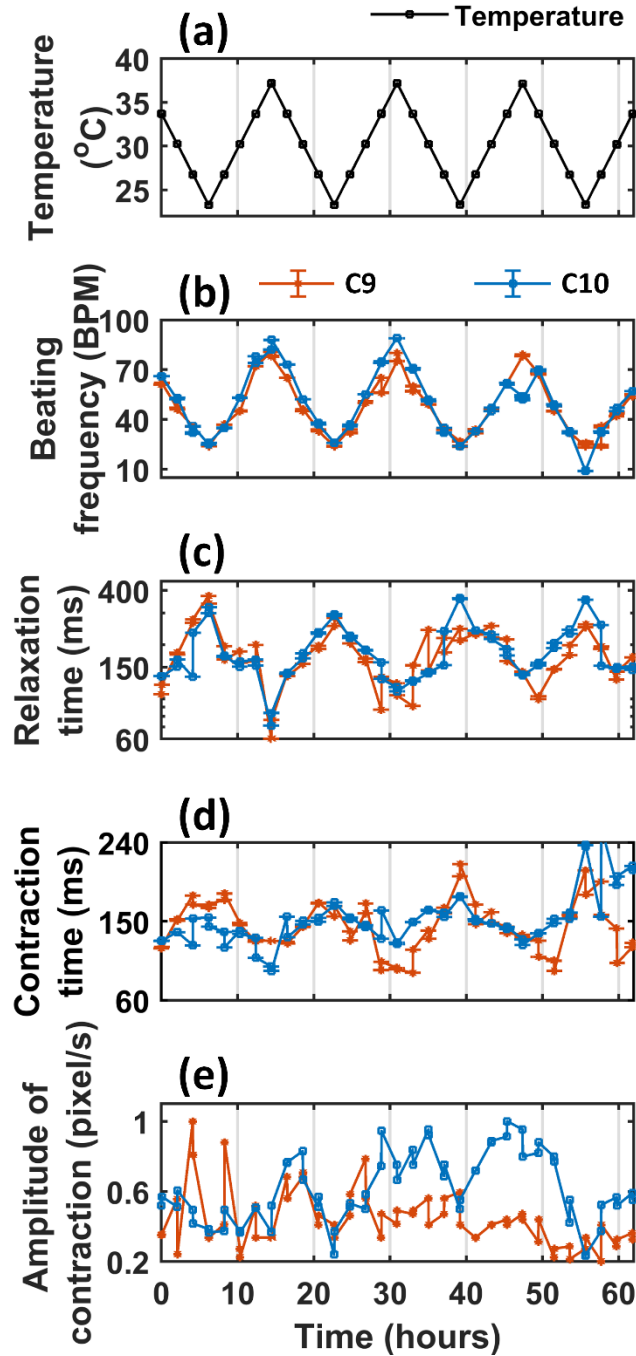 Temperature
(a)
Temperature
(°C)
40
35
30
25
(b)
C9
C10
Beating
frequency (BPM)
100
70
40
10
(c)
Relaxation
time (ms)
400
150
60
(d)
Contraction
time (ms)
240
150
60
(e)
Amplitude of
contraction (pixel/s)
1
0.6
0.2
0 10 20 30 40 50 60
Time (hours)